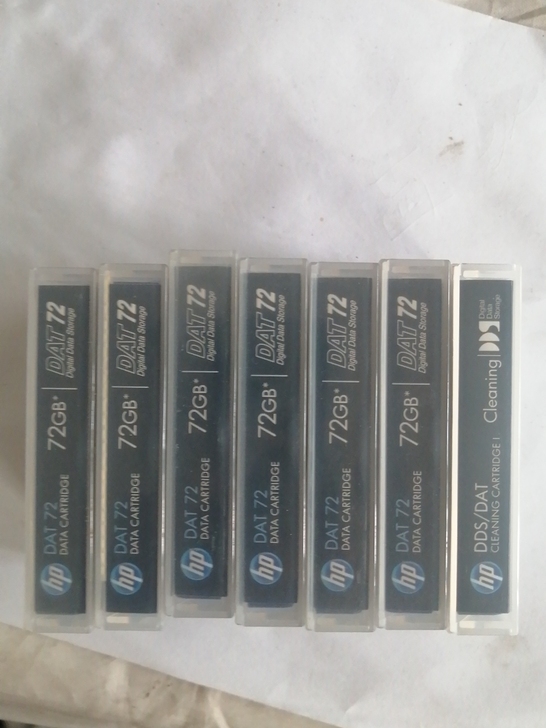 hp DAT 72
DATA CARTRIDGE
72GB*
DAT 72
Digital Data Storage
hp DAT 72
DATA CARTRIDGE
72GB*
DAT 72
Digital Data Storage
hp DAT 72
DATA CARTRIDGE
72GB*
DAT 72
Digital Data Storage
hp DAT 72
DATA CARTRIDGE
72GB*
DAT 72
Digital Data Storage
hp DAT 72
DATA CARTRIDGE
72GB*
DAT 72
Digital Data Storage
hp DAT 72
DATA CARTRIDGE
72GB*
DAT 72
Digital Data Storage
hp DDS/DAT
CLEANING CARTRIDGE I
Cleaning
DDS
Digital
Data
Storage